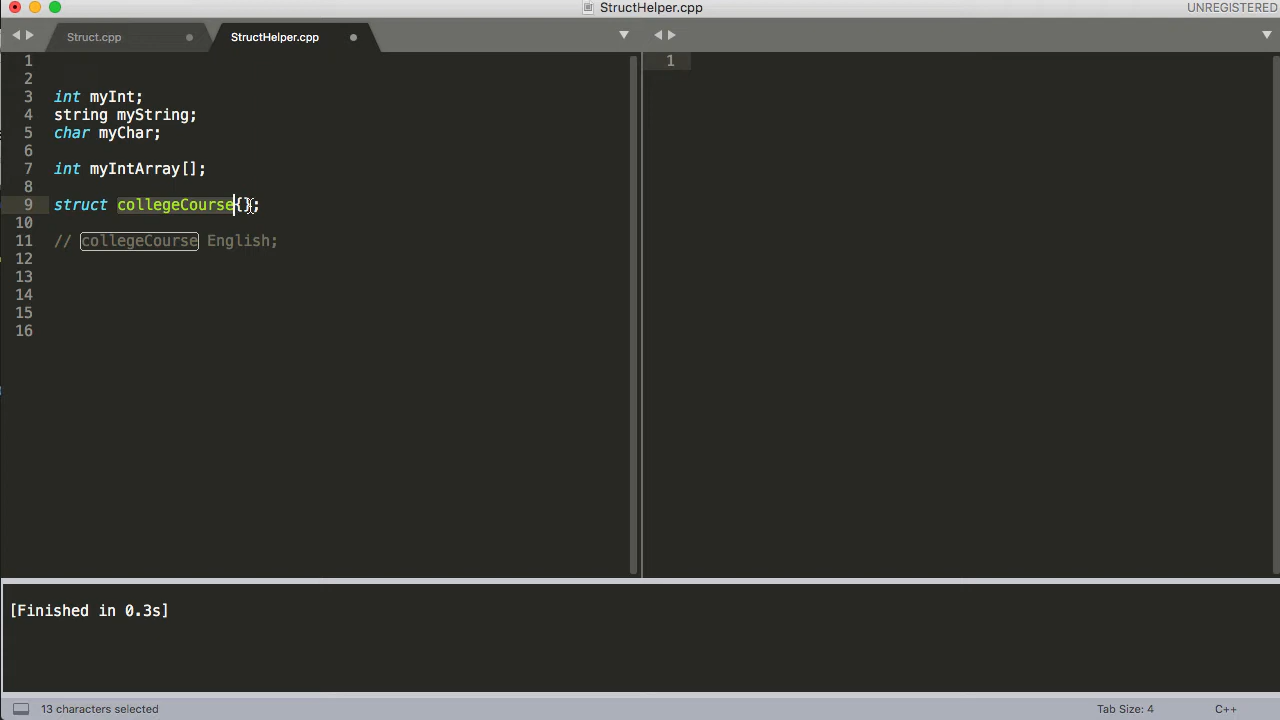 StructHelper.cpp
UNREGISTERED
Struct.cpp
StructHelper.cpp
1
2
3 int myInt;
4 string myString;
5 char myChar;
6
7 int myIntArray[];
8
9 struct collegeCourse{};
10
11 // collegeCourse English;
12
13
14
15
16
1
[Finished in 0.3s]
13 characters selected
Tab Size: 4
C++